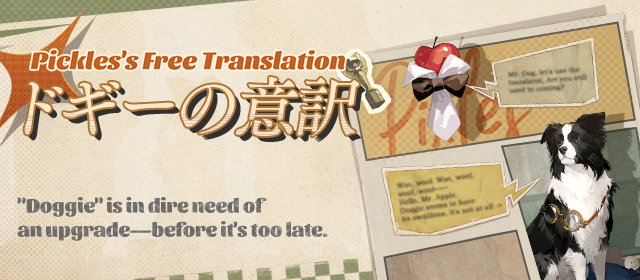 Pickles's Free Translation
ドギーの意訳
"Doggie" is in dire need of
an upgrade—before it's too late.
Pickles
Mr. Dog, let's use the
translator. Are you still
used to coming?
Woo, woof. Woo, woof,
woof/woof——
Hello, Mr. Apple.
Doggie seems to have